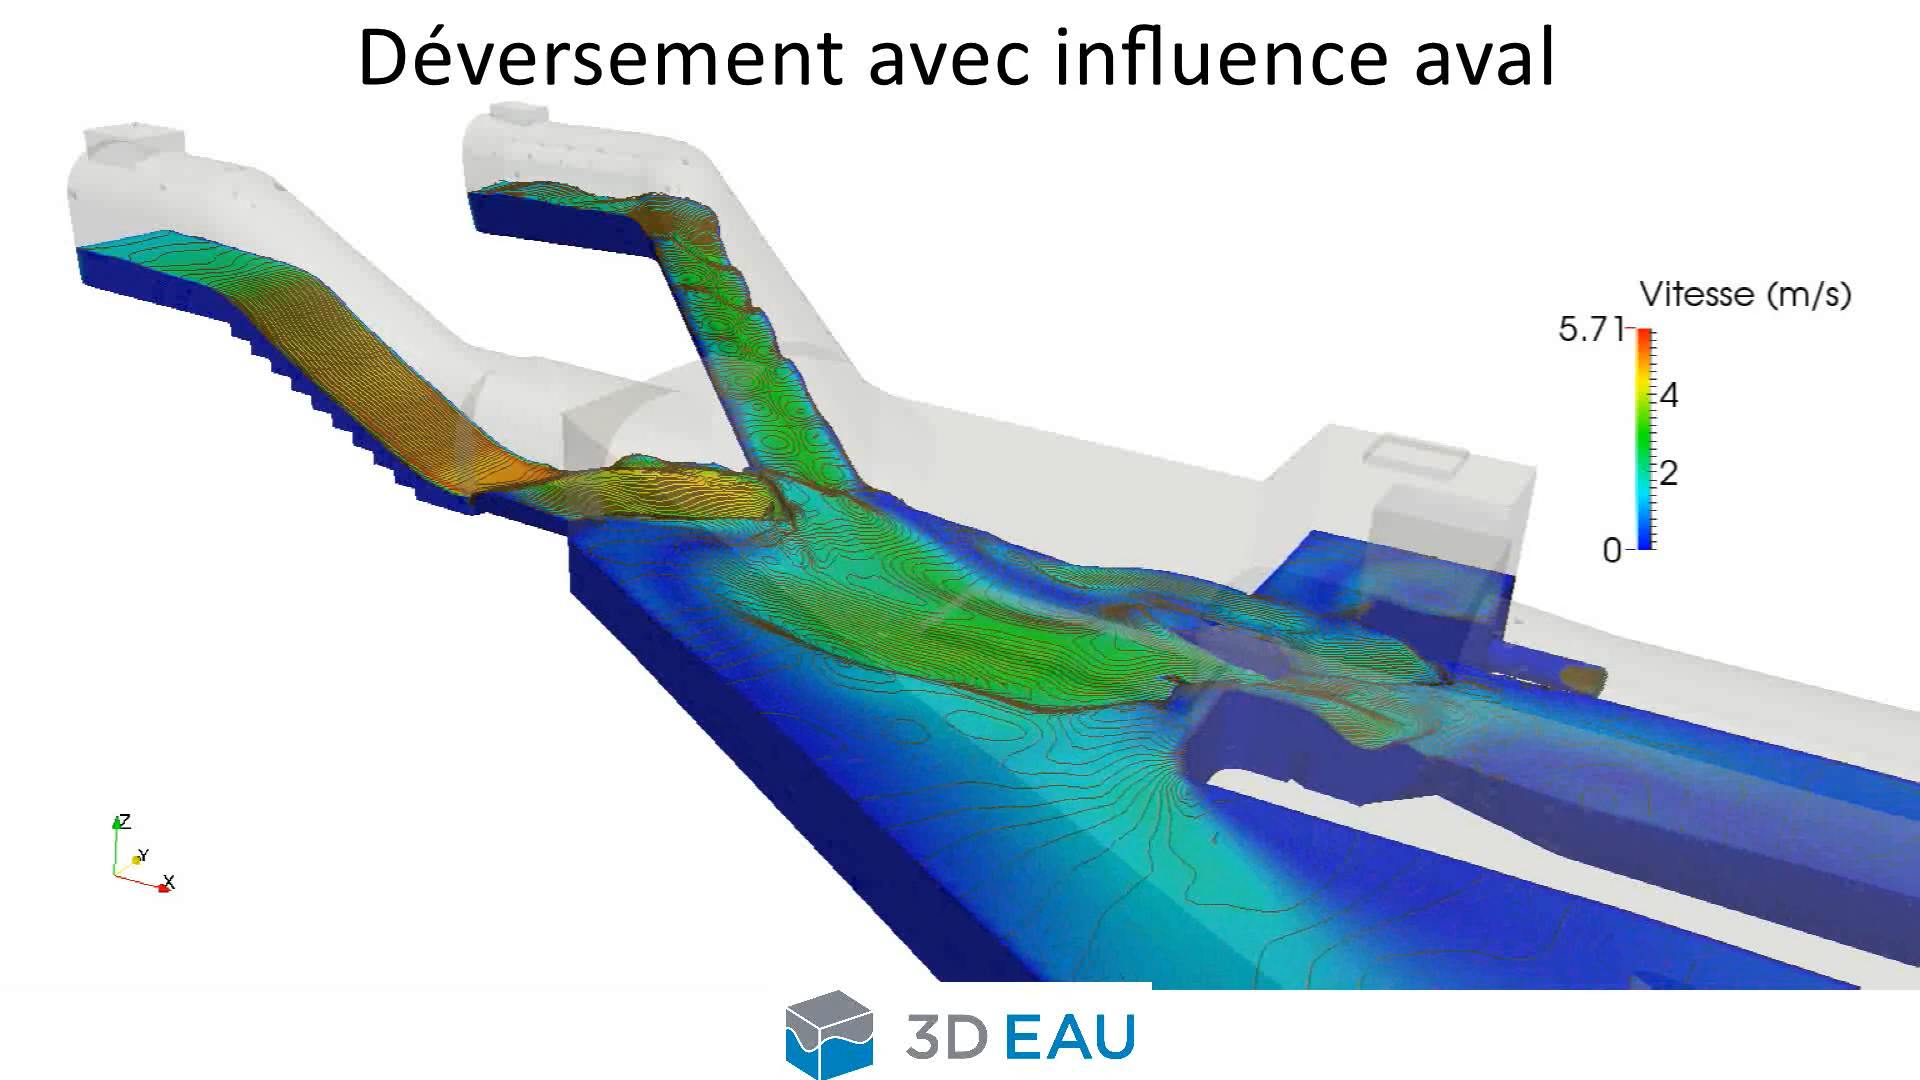 Déversement avec influence aval
Vitesse (m/s)
5.71
4
2
0
Z
Y
X
3D EAU